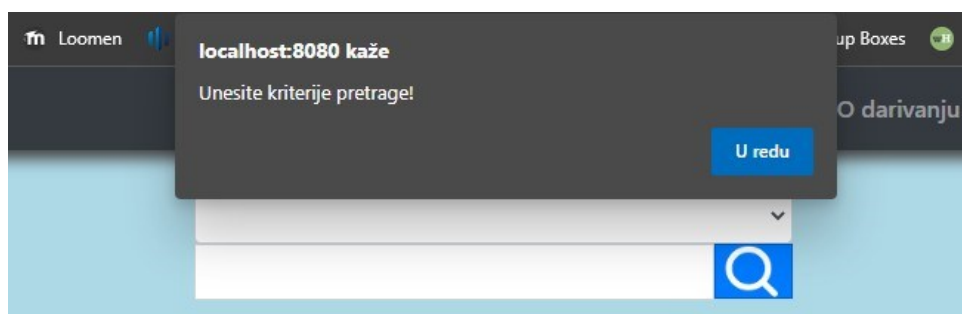 Loomen
localhost:8080 kaže
up Boxes
Unesite kriterije pretrage!
O darivanju
U redu